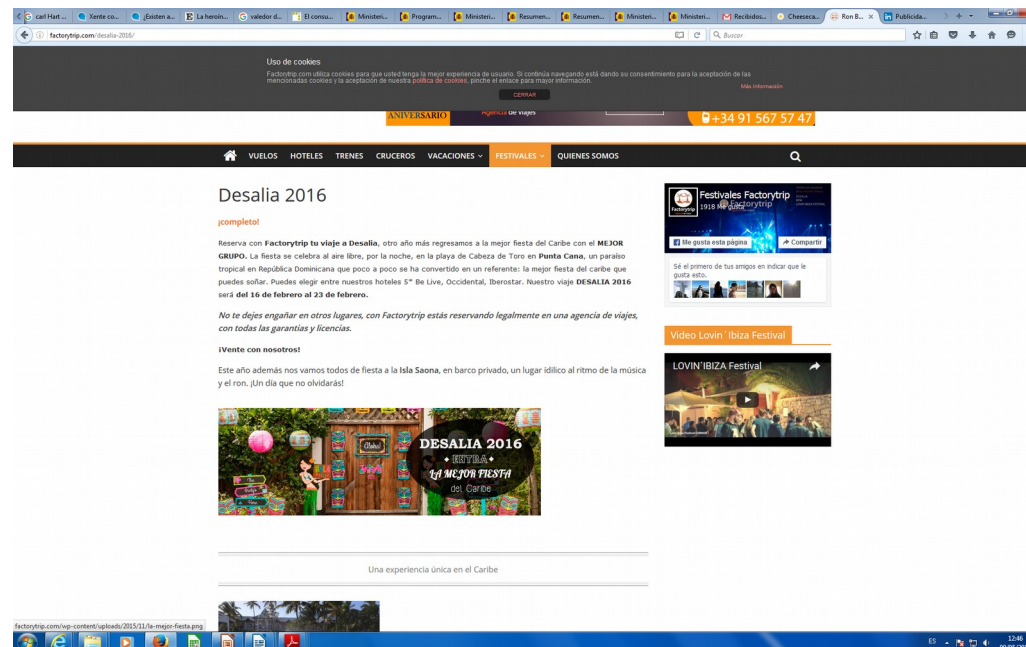 carl Hart ...
Xente co...
¿Existen a...
La heroín...
valedor d...
El consu...
Ministeri...
Program...
Ministeri...
Resumen...
Resumen...
Ministeri...
Ministeri...
Recibidos...
Cheeseca...
Ron B...
Publicida...
factorytrip.com/desalia-2016/
Buscar
Uso de cookies
Factorytrip.com utiliza cookies para que usted tenga la mejor experiencia de usuario. Si continúa navegando está dando su consentimiento para la aceptación de las
mencionadas cookies y la aceptación de nuestra política de cookies, pinche el enlace para mayor información.
Más información
CERRAR
ANIVERSARIO
Agencia de viajes
+34 91 567 57 47
VUELOS HOTELES TRENES CRUCEROS VACACIONES FESTIVALES QUIENES SOMOS
Desalia 2016
¡completo!
Reserva con Factorytrip tu viaje a Desalia, otro año más regresamos a la mejor fiesta del Caribe con el MEJOR
GRUPO. La fiesta se celebra al aire libre, por la noche, en la playa de Cabeza de Toro en Punta Cana, un paraíso
tropical en República Dominicana que poco a poco se ha convertido en un referente: la mejor fiesta del caribe que
puedes soñar. Puedes elegir entre nuestros hoteles 5* Be Live, Occidental, Iberostar. Nuestro viaje DESALIA 2016
será del 16 de febrero al 23 de febrero.
No te dejes engañar en otros lugares, con Factorytrip estás reservando legalmente en una agencia de viajes,
con todas las garantías y licencias.
¡Vente con nosotros!
Este año además nos vamos todos de fiesta a la Isla Saona, en barco privado, un lugar idílico al ritmo de la música
y el ron. ¡Un día que no olvidarás!
Aloha!
DESALIA 2016
ENTRA
LA MEJOR FIESTA
del Caribe
Una experiencia única en el Caribe
Festivales Factorytrip
1918 Me gusta
Factorytrip
Factorytrip
Me gusta esta página
Compartir
Sé el primero de tus amigos en indicar que le
gusta esto.
Video Lovin´Ibiza Festival
LOVIN'IBIZA Festival
factorytrip.com/wp-content/uploads/2015/11/la-mejor-fiesta.png
ES
12:46